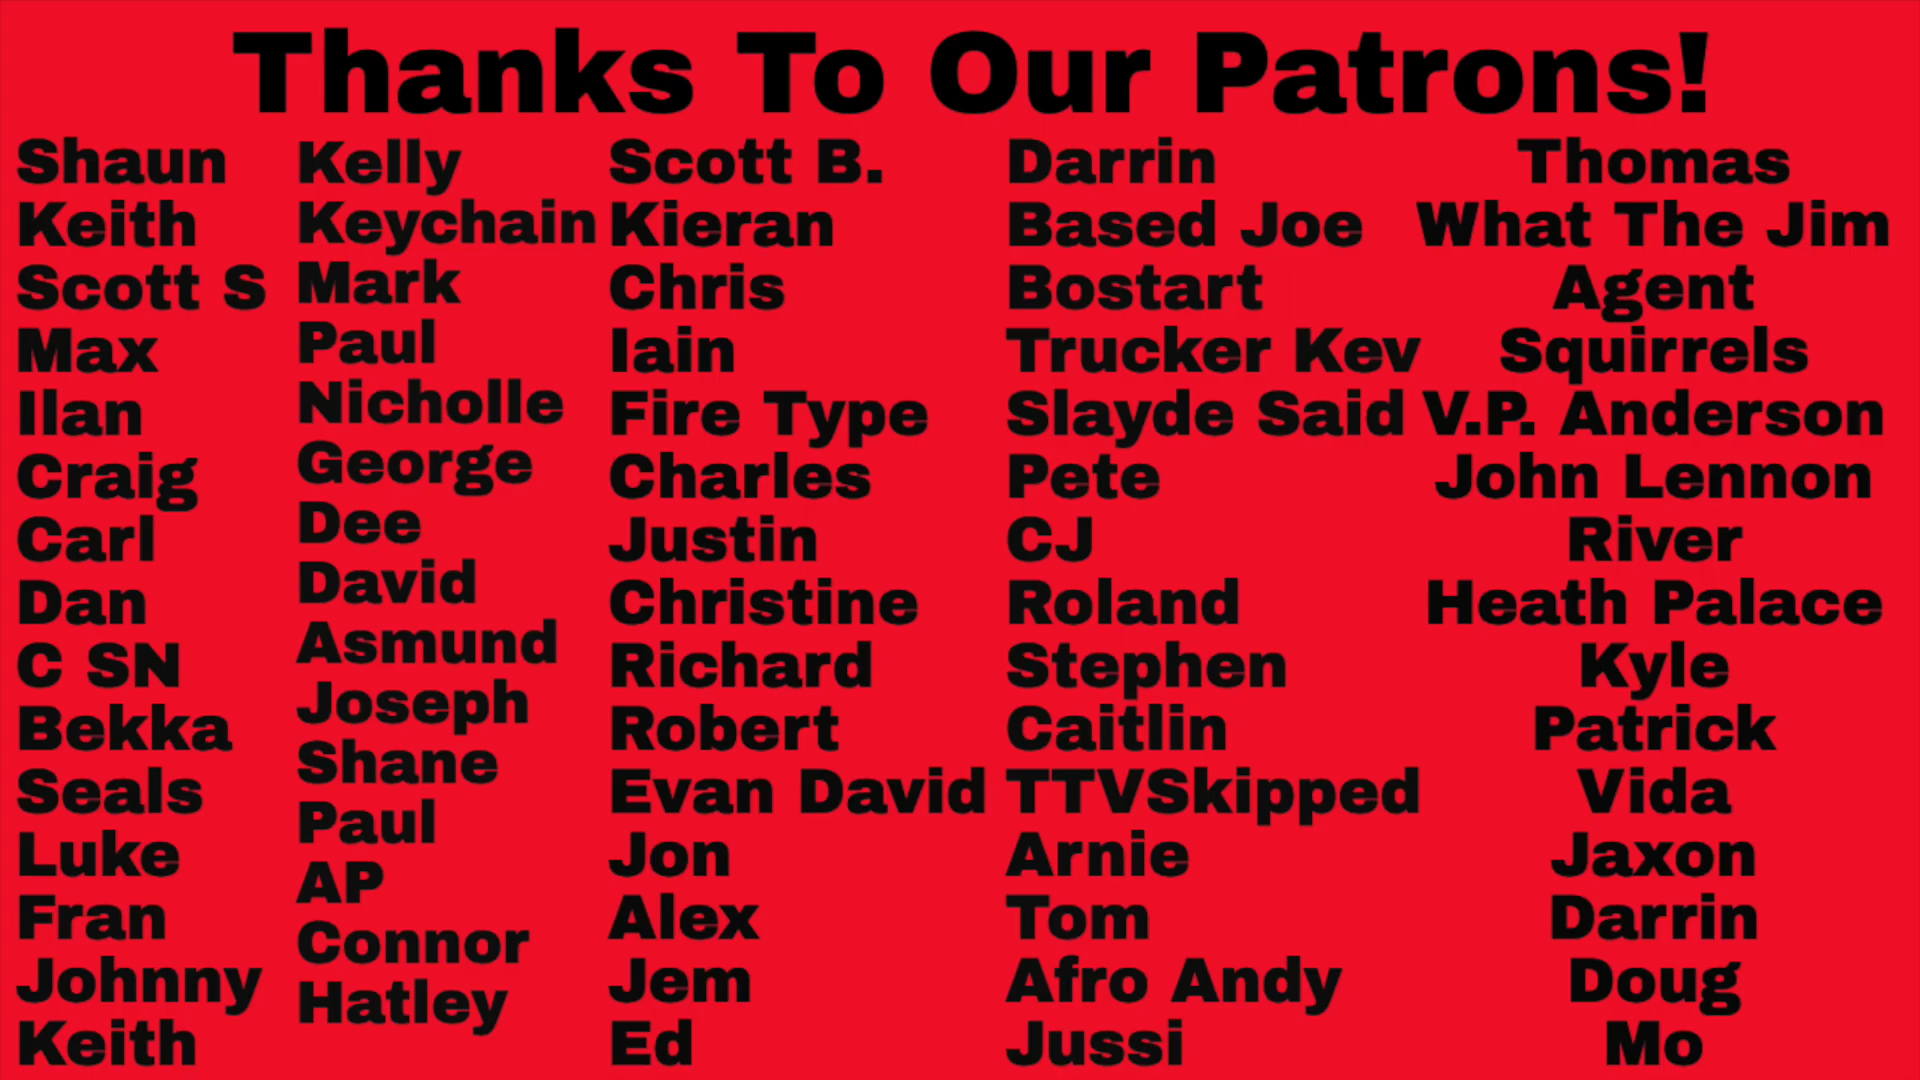 Thanks To Our Patrons!
Shaun
Keith
Scott S
Max
Ilan
Craig
Carl
Dan
C SN
Bekka
Seals
Luke
Fran
Johnny
Keith
Kelly
Keychain
Mark
Paul
Nicholle
George
Dee
David
Asmund
Joseph
Shane
Paul
AP
Connor
Hatley
Scott B.
Kieran
Chris
Iain
Fire Type
Charles
Justin
Christine
Richard
Robert
Evan David
Jon
Alex
Jem
Ed
Darrin
Based Joe
Bostart
Trucker Kev
Slayde Said
Pete
CJ
Roland
Stephen
Caitlin
TTVSkipped
Arnie
Tom
Afro Andy
Jussi
Thomas
What The Jim
Agent
Squirrels
V.P. Anderson
John Lennon
River
Heath Palace
Kyle
Patrick
Vida
Jaxon
Darrin
Doug
Mo